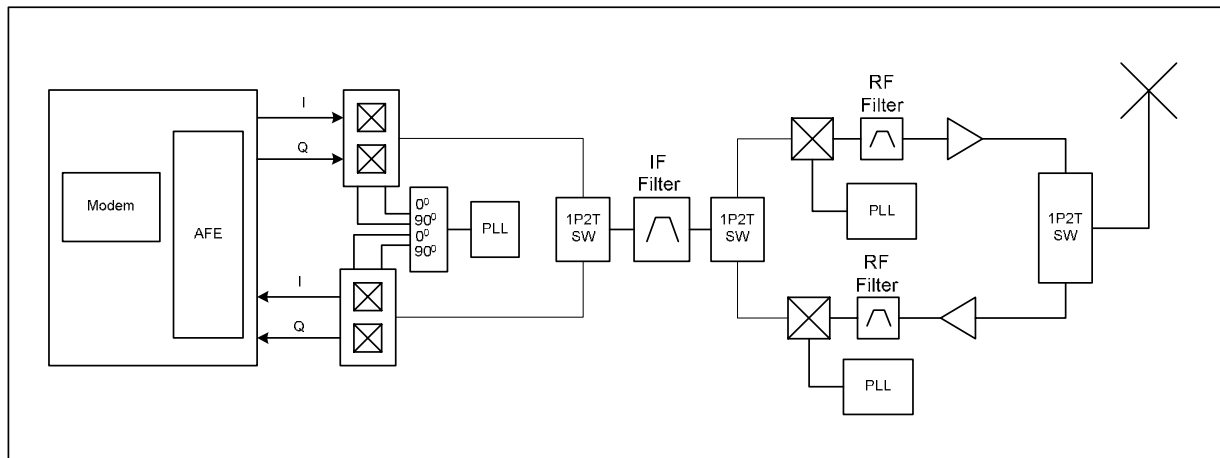 I
Q
Modem
AFE
0⁰
90⁰
0⁰
90⁰
PLL
I
Q
1P2T
SW
IF
Filter
1P2T
SW
RF
Filter
PLL
RF
Filter
PLL
1P2T
SW